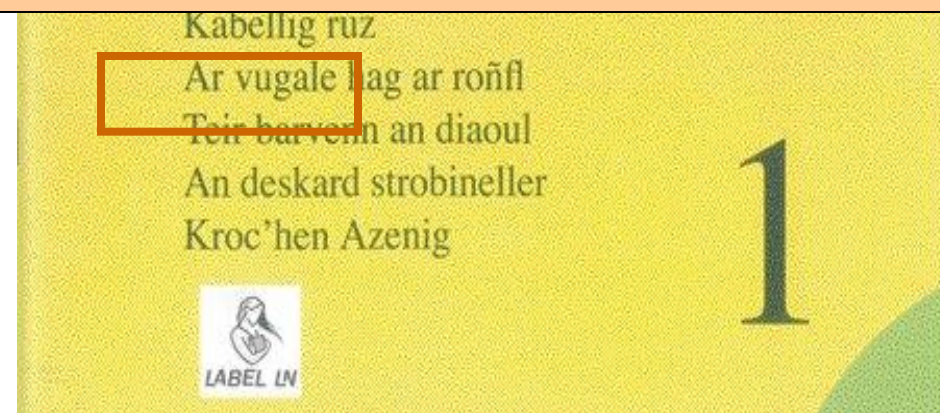 Kabellig ruz
Ar vugale hag ar roñfl
Teir barvenn an diaoul
An deskard strobineller
Kroc'hen Azenig
1
LABEL LN